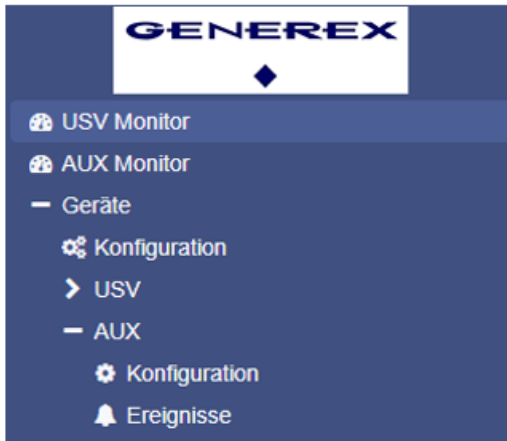 GENEREX
USV Monitor
AUX Monitor
Geräte
Konfiguration
USV
AUX
Konfiguration
Ereignisse